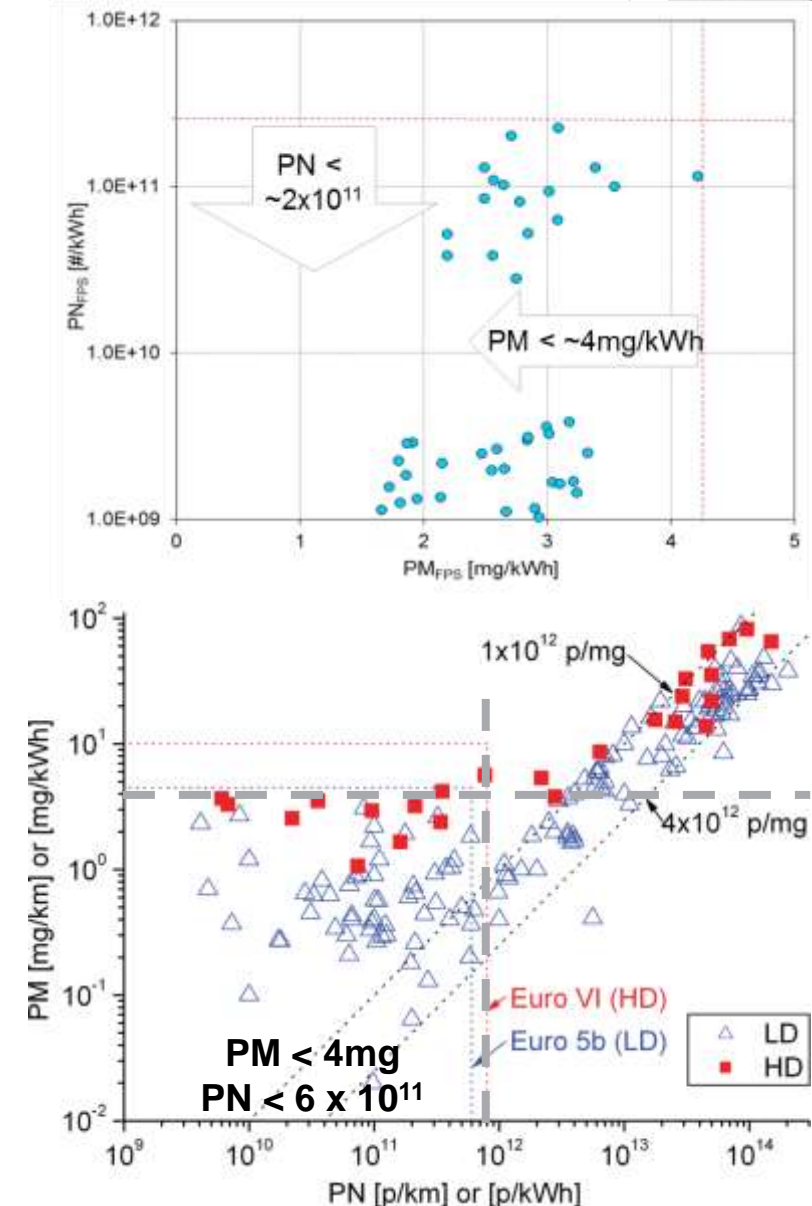 1.0E+12
PN <
~2x10¹¹
1.0E+11
PN_FPS [#/kWh]
PM < ~4mg/kWh
1.0E+10
1.0E+09
0 1 2 3 4 5
PM_FPS [mg/kWh]
10²
1x10¹² p/mg
10¹
4x10¹² p/mg
10⁰
PM [mg/km] or [mg/kWh]
10⁻¹
Euro VI (HD)
Euro 5b (LD)
LD
HD
PM < 4mg
PN < 6 x 10¹¹
10⁻²
10⁹ 10¹⁰ 10¹¹ 10¹² 10¹³ 10¹⁴
PN [p/km] or [p/kWh]